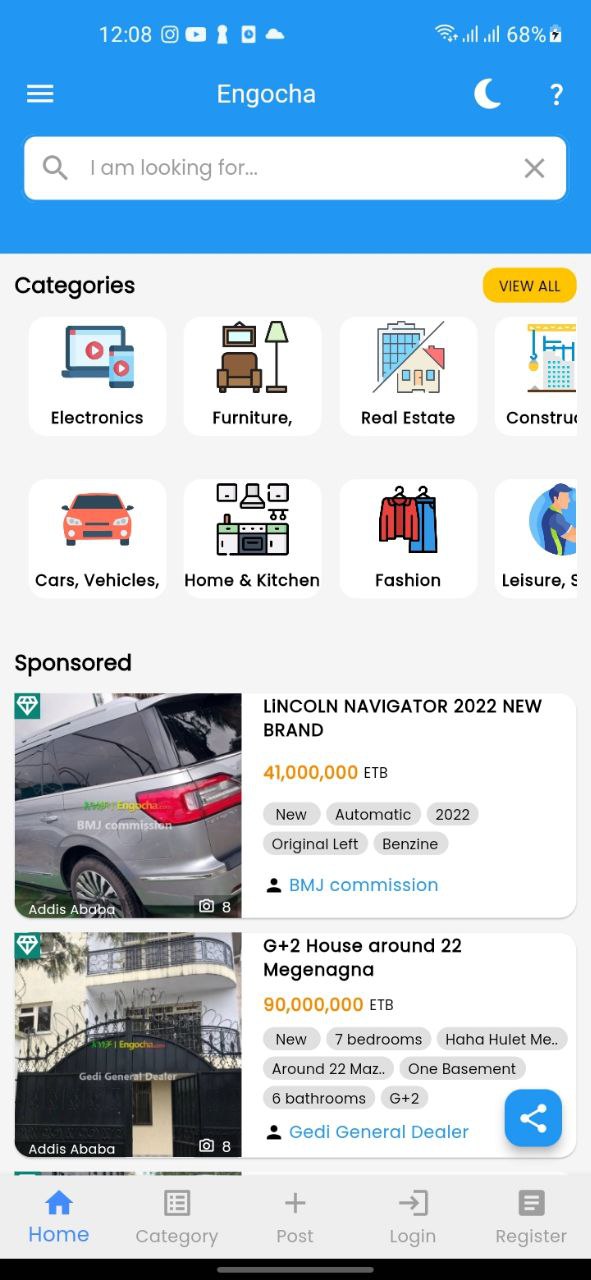 12:08
68%
Engocha
?
I am looking for...
Categories
VIEW ALL
Electronics
Furniture,
Real Estate
Construc
Cars, Vehicles,
Home & Kitchen
Fashion
Leisure, S
Sponsored
LiNCOLN NAVIGATOR 2022 NEW
BRAND
41,000,000 ETB
New Automatic 2022
Original Left Benzine
BMJ commission
Engocha.com
BMJ commission
Addis Ababa 8
G+2 House around 22
Megenagna
90,000,000 ETB
New 7 bedrooms Haha Hulet Me..
Around 22 Maz.. One Basement
6 bathrooms G+2
Gedi General Dealer
Engocha.com
Gedi General Dealer
Addis Ababa 8
Home Category Post Login Register